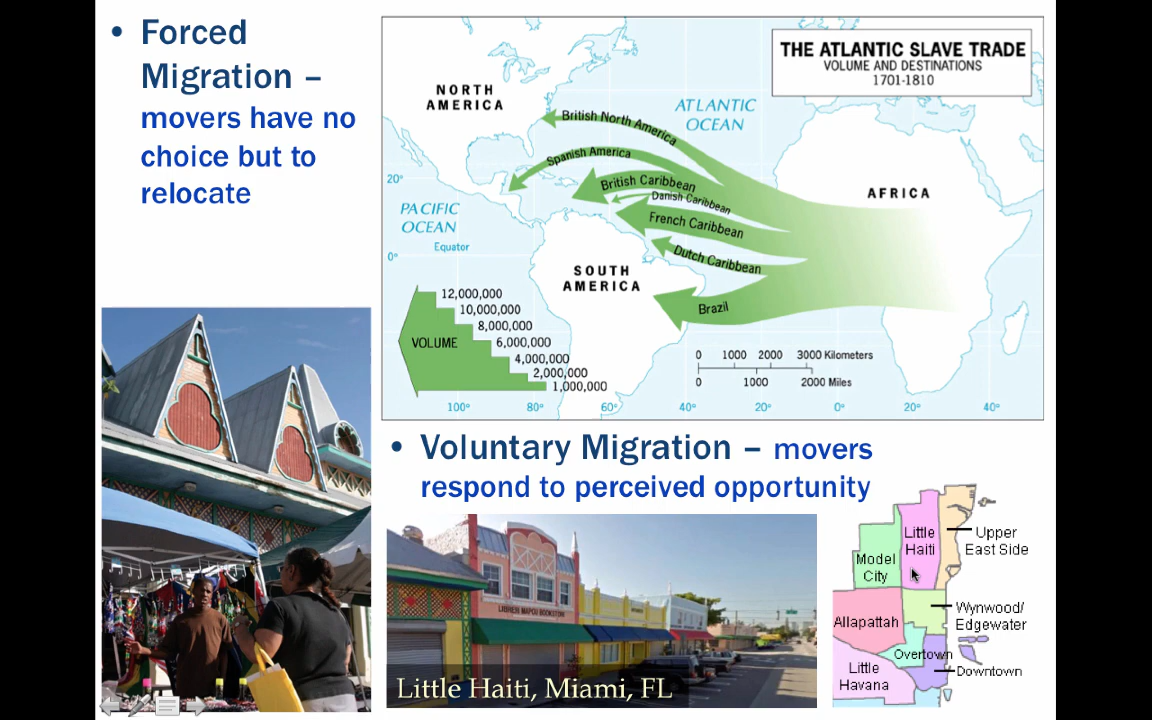 • Forced
Migration –
movers have no
choice but to
relocate
THE ATLANTIC SLAVE TRADE
VOLUME AND DESTINATIONS
1701-1810
NORTH
AMERICA
ATLANTIC
OCEAN
British North America
Spanish America
British Caribbean
Danish Caribbean
French Caribbean
Dutch Caribbean
Brazil
AFRICA
20°
PACIFIC
OCEAN
Equator
0°
SOUTH
AMERICA
12,000,000
10,000,000
8,000,000
VOLUME
6,000,000
4,000,000
2,000,000
1,000,000
0 1000 2000 3000 Kilometers
0 1000 2000 Miles
100° 80° 60° 40° 20° 0° 20° 40°
• Voluntary Migration – movers
respond to perceived opportunity
LIBRERI MAPOU BOOKSTORE
Little Haiti, Miami, FL
Little
Haiti
Upper
East Side
Model
City
Wynwood/
Edgewater
Allapattah
Overtown
Downtown
Little
Havana